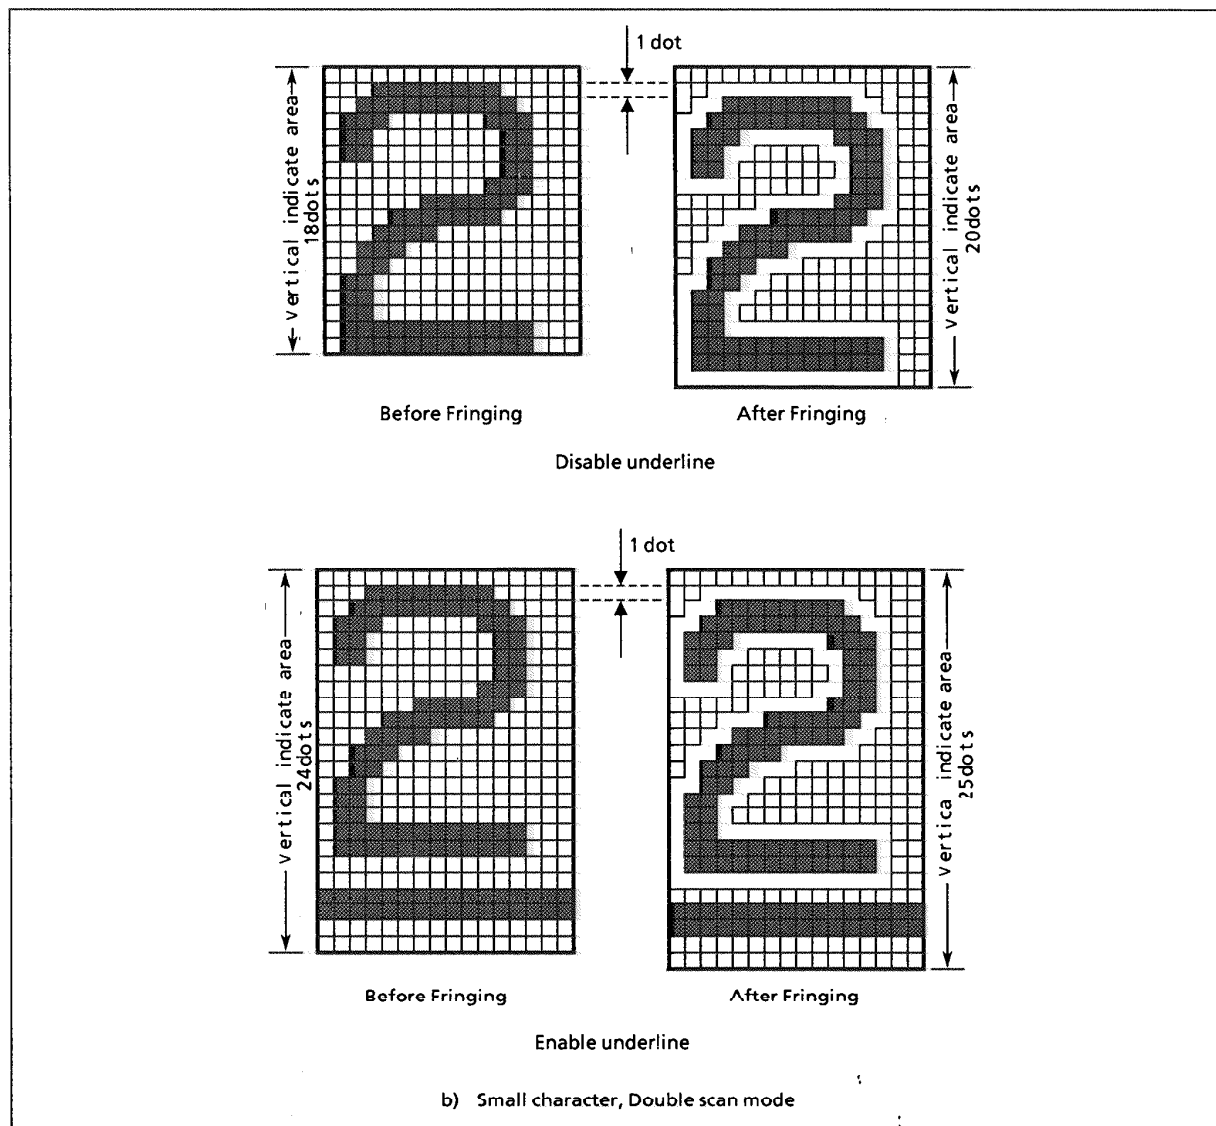 1 dot
vertical indicate area
18dots
vertical indicate area
20dots
Before Fringing
After Fringing
Disable underline
1 dot
vertical indicate area
24dots
vertica indicate area
25dots
Before Fringing
After Fringing
Enable underline
b) Small character, Double scan mode